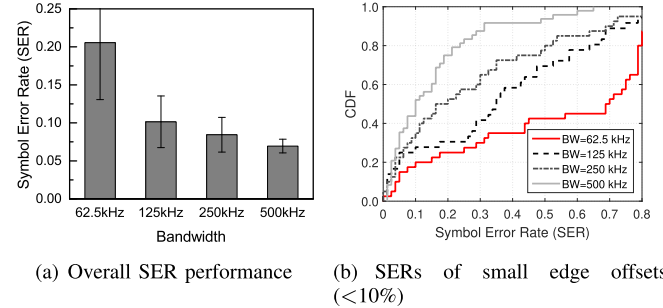 Symbol Error Rate (SER)
0.25
0.20
0.15
0.10
0.05
0.00
62.5kHz 125kHz 250kHz 500kHz
Bandwidth
(a) Overall SER performance
CDF
1.0
0.8
0.6
0.4
0.2
0.0
BW=62.5 kHz
BW=125 kHz
BW=250 kHz
BW=500 kHz
0 0.1 0.2 0.3 0.4 0.5 0.6 0.7 0.8
Symbol Error Rate (SER)
(b) SERs of small edge offsets
(<10%)